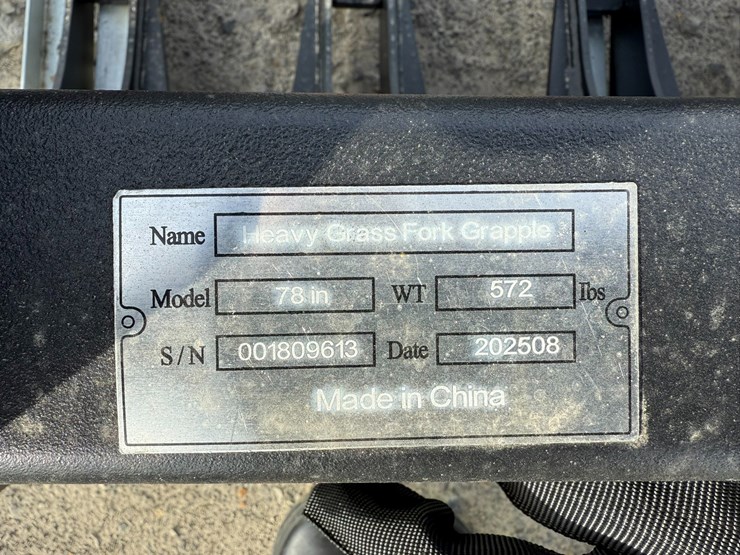 Name Heavy Grass Fork Grapple
Model 78 in WT 572 lbs
S/N 001809613 Date 202508
Made in China